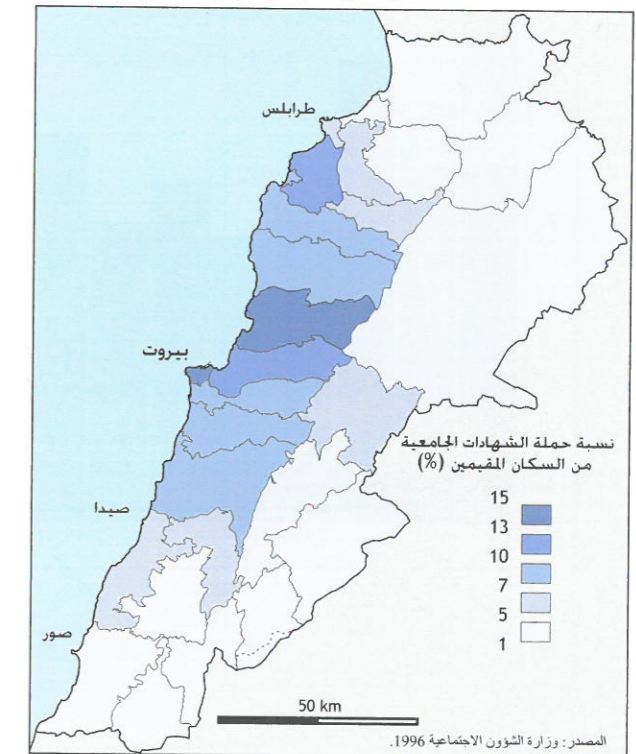 طرابلس
بيروت
نسبة حملة الشهادات الجامعية
من السكان المقيمين (%)
15
13
10
7
5
1
صيدا
صور
50 km
المصدر: وزارة الشؤون الاجتماعية 1996.